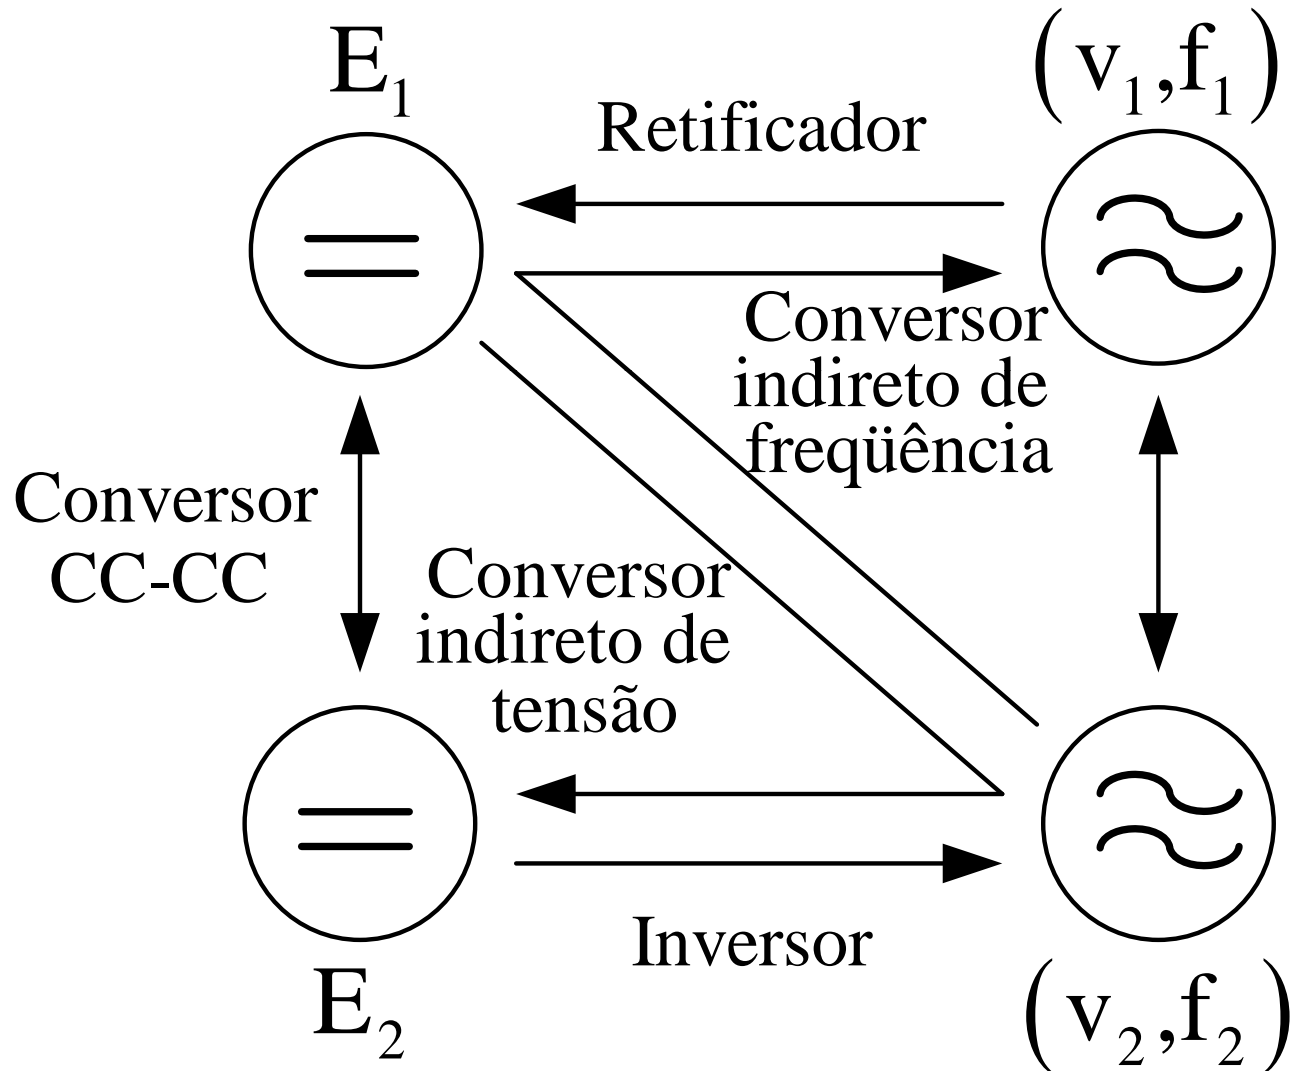 E₁
(v₁,f₁)
Retificador
Conversor
indireto de
freqüência
Conversor
CC-CC
Conversor
indireto de
tensão
Inversor
E₂
(v₂,f₂)